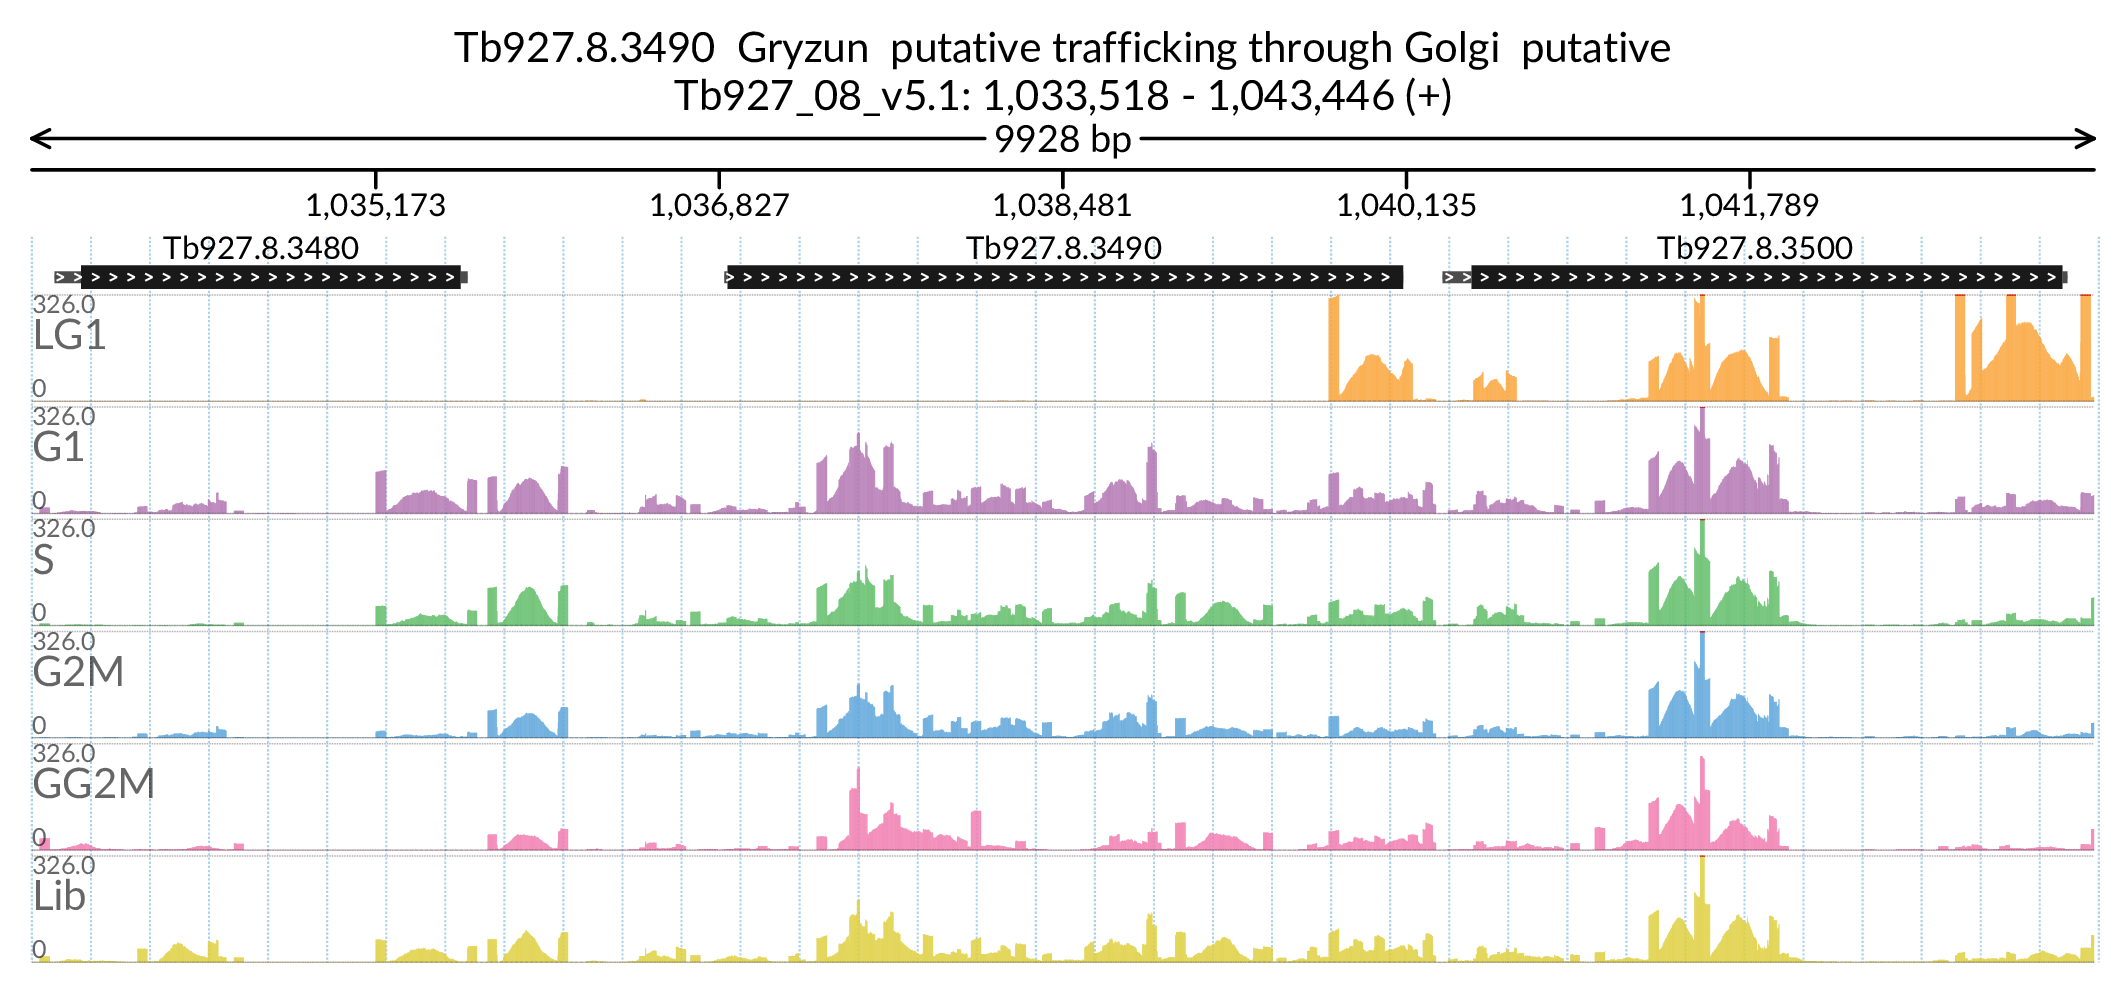 Tb927.8.3490 Gryzun putative trafficking through Golgi putative
Tb927_08_v5.1: 1,033,518 - 1,043,446 (+)
9928 bp
1,035,173 1,036,827 1,038,481 1,040,135 1,041,789
Tb927.8.3480 Tb927.8.3490 Tb927.8.3500
326.0
LG1
0
326.0
G1
0
326.0
S
0
326.0
G2M
0
326.0
GG2M
0
326.0
Lib
0